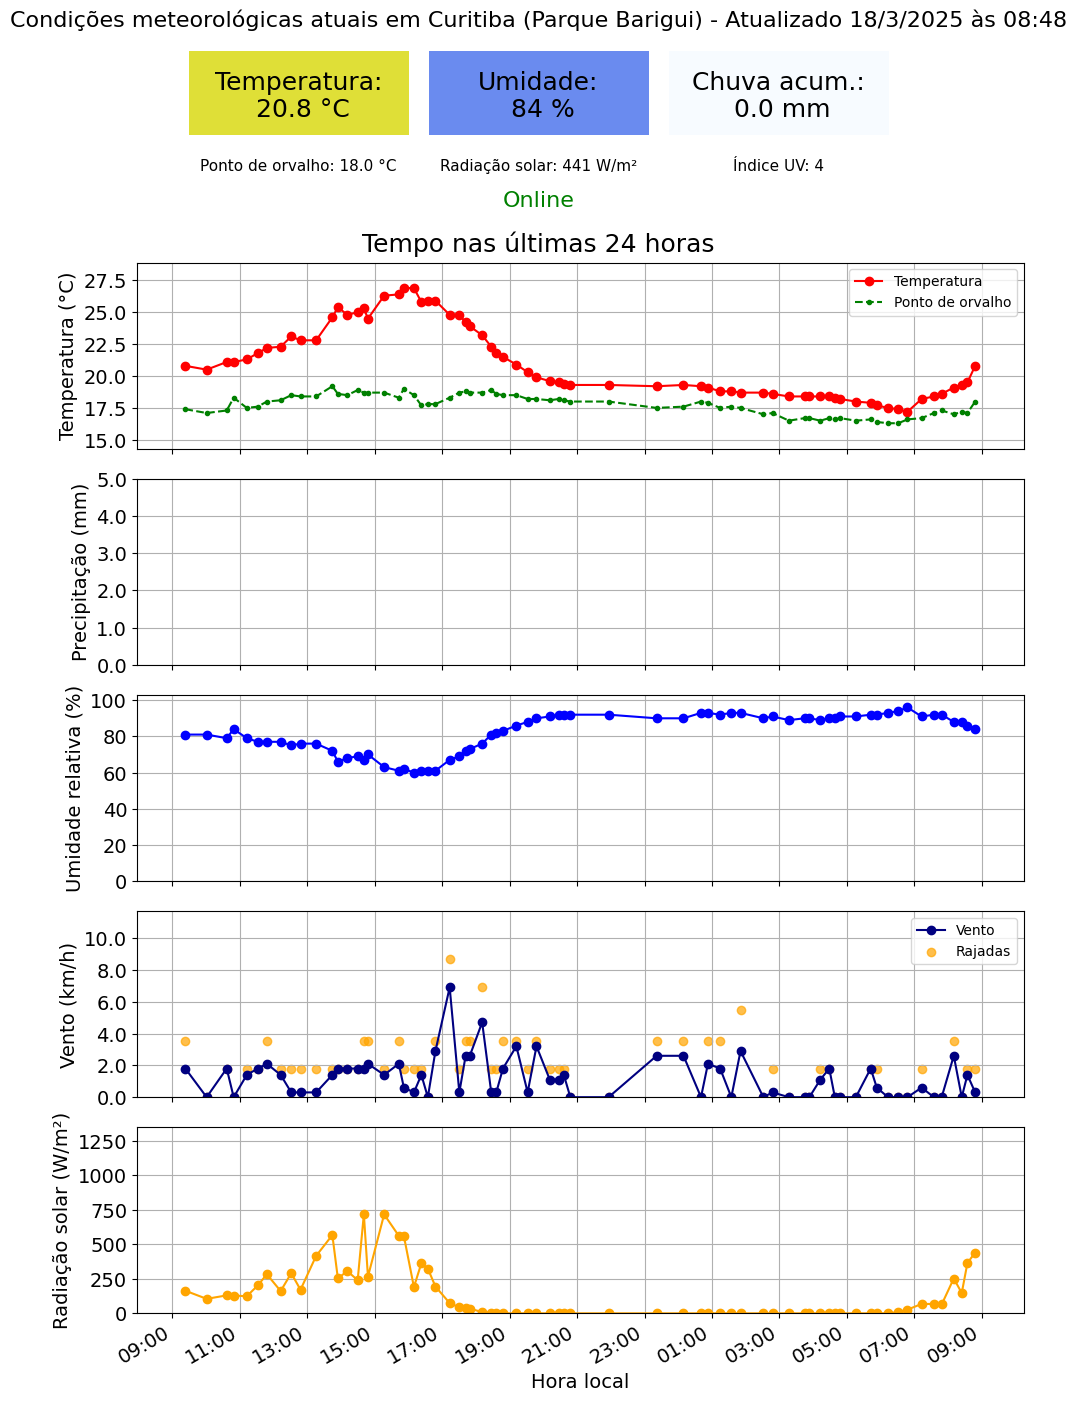 Condições meteorológicas atuais em Curitiba (Parque Barigui) - Atualizado 18/3/2025 às 08:48
Temperatura:
20.8 °C
Umidade:
84 %
Chuva acum.:
0.0 mm
Ponto de orvalho: 18.0 °C
Radiação solar: 441 W/m²
Índice UV: 4
Online
Tempo nas últimas 24 horas
Temperatura (°C)
27.5
25.0
22.5
20.0
17.5
15.0
Temperatura
Ponto de orvalho
Precipitação (mm)
5.0
4.0
3.0
2.0
1.0
0.0
Umidade relativa (%)
100
80
60
40
20
0
Vento (km/h)
10.0
8.0
6.0
4.0
2.0
0.0
Vento
Rajadas
Radiação solar (W/m²)
1250
1000
750
500
250
0
09:00
11:00
13:00
15:00
17:00
19:00
21:00
23:00
01:00
03:00
05:00
07:00
09:00
Hora local